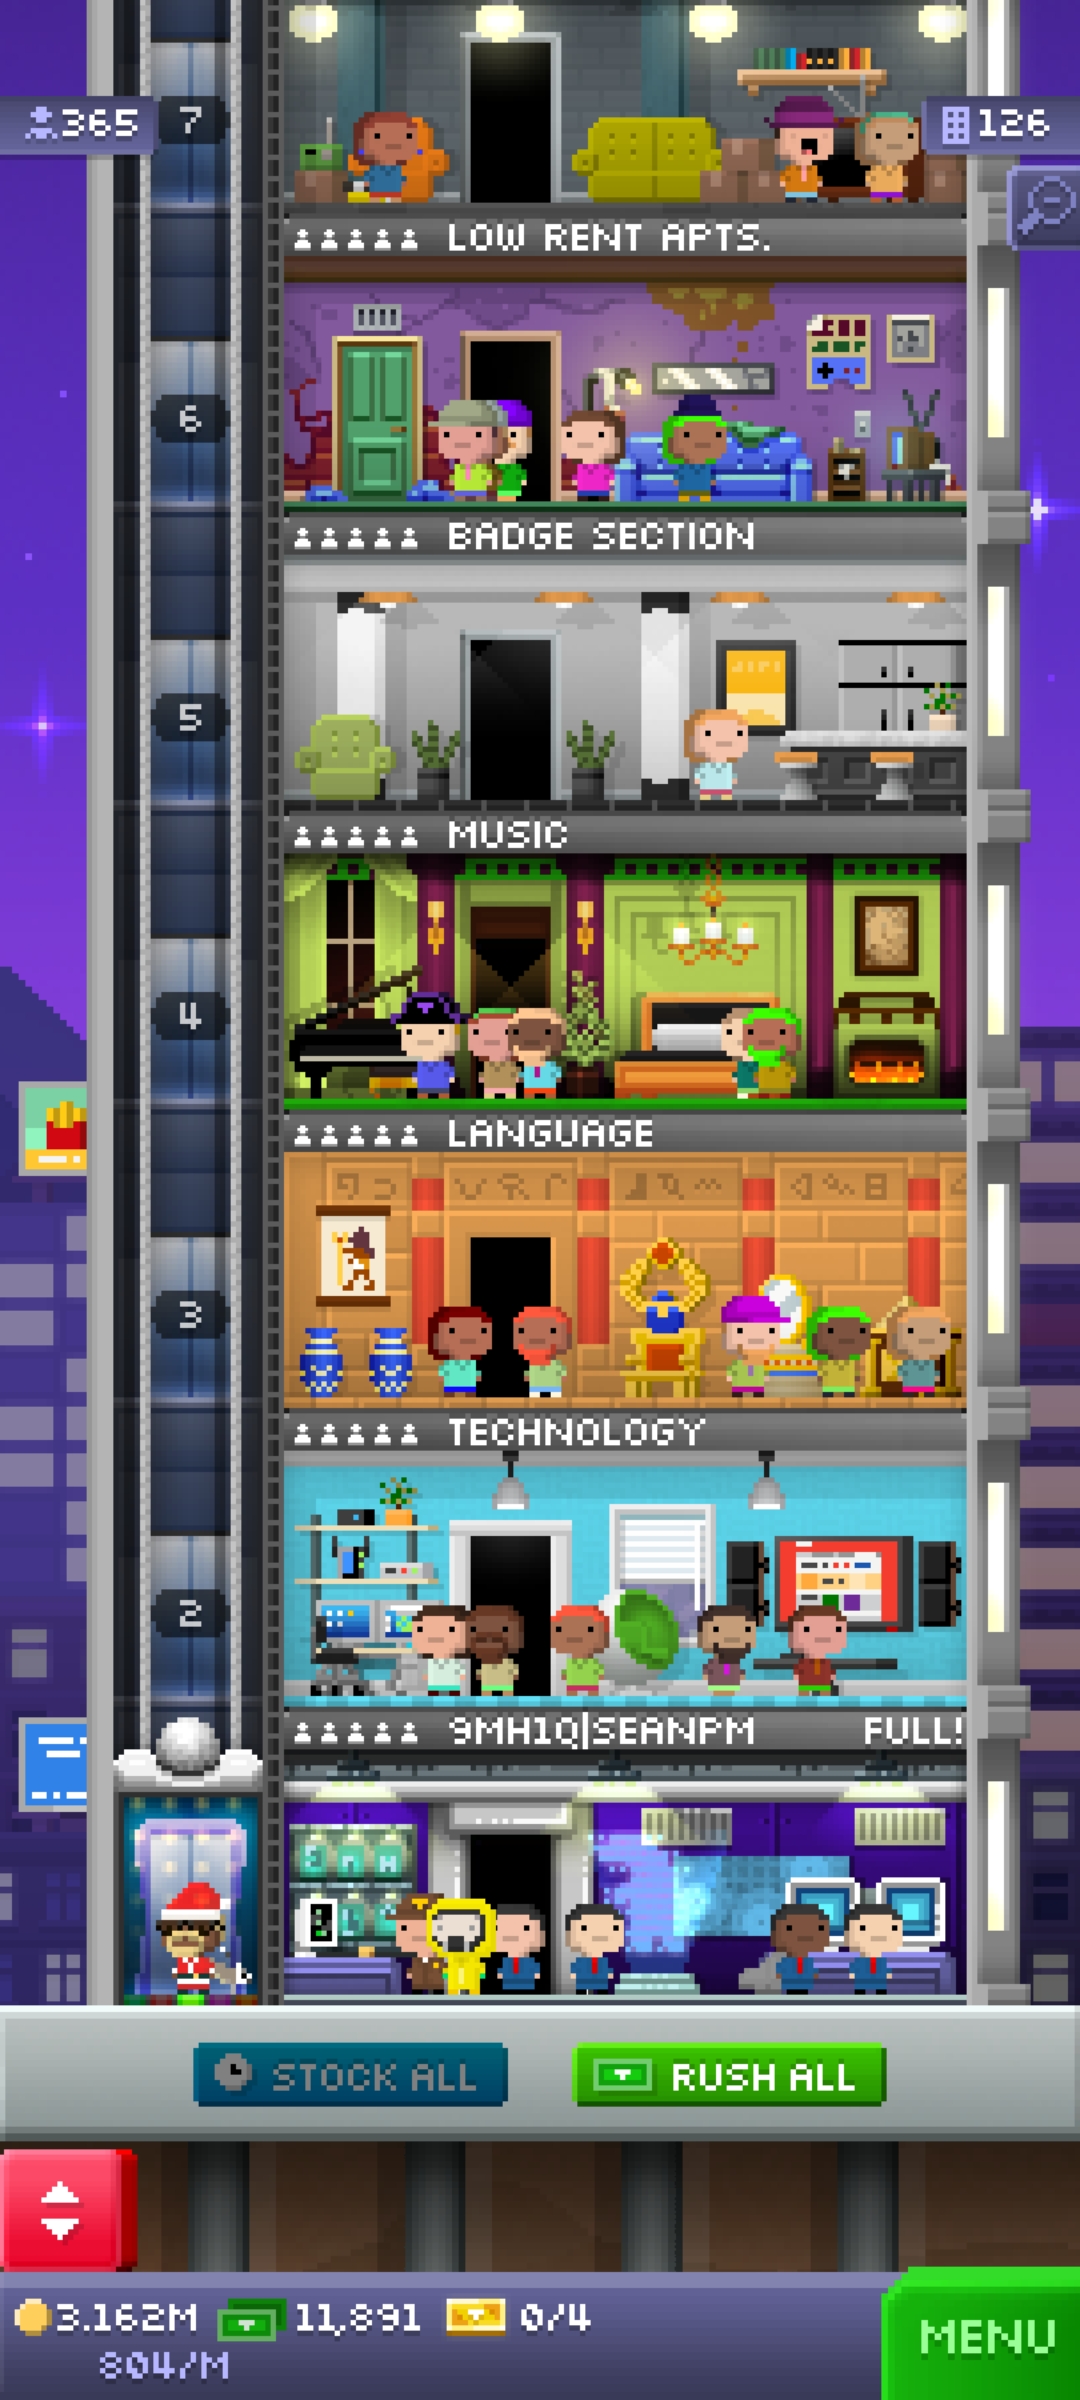 365
7
126
LOW RENT APTS.
6
BADGE SECTION
5
MUSIC
4
LANGUAGE
3
TECHNOLOGY
2
9MH1Q|SEANPM FULL!
STOCK ALL
RUSH ALL
3.162M 11,891 0/4
804/M
MENU